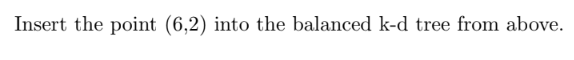 Insert the point (6,2) into the balanced k-d tree from above.